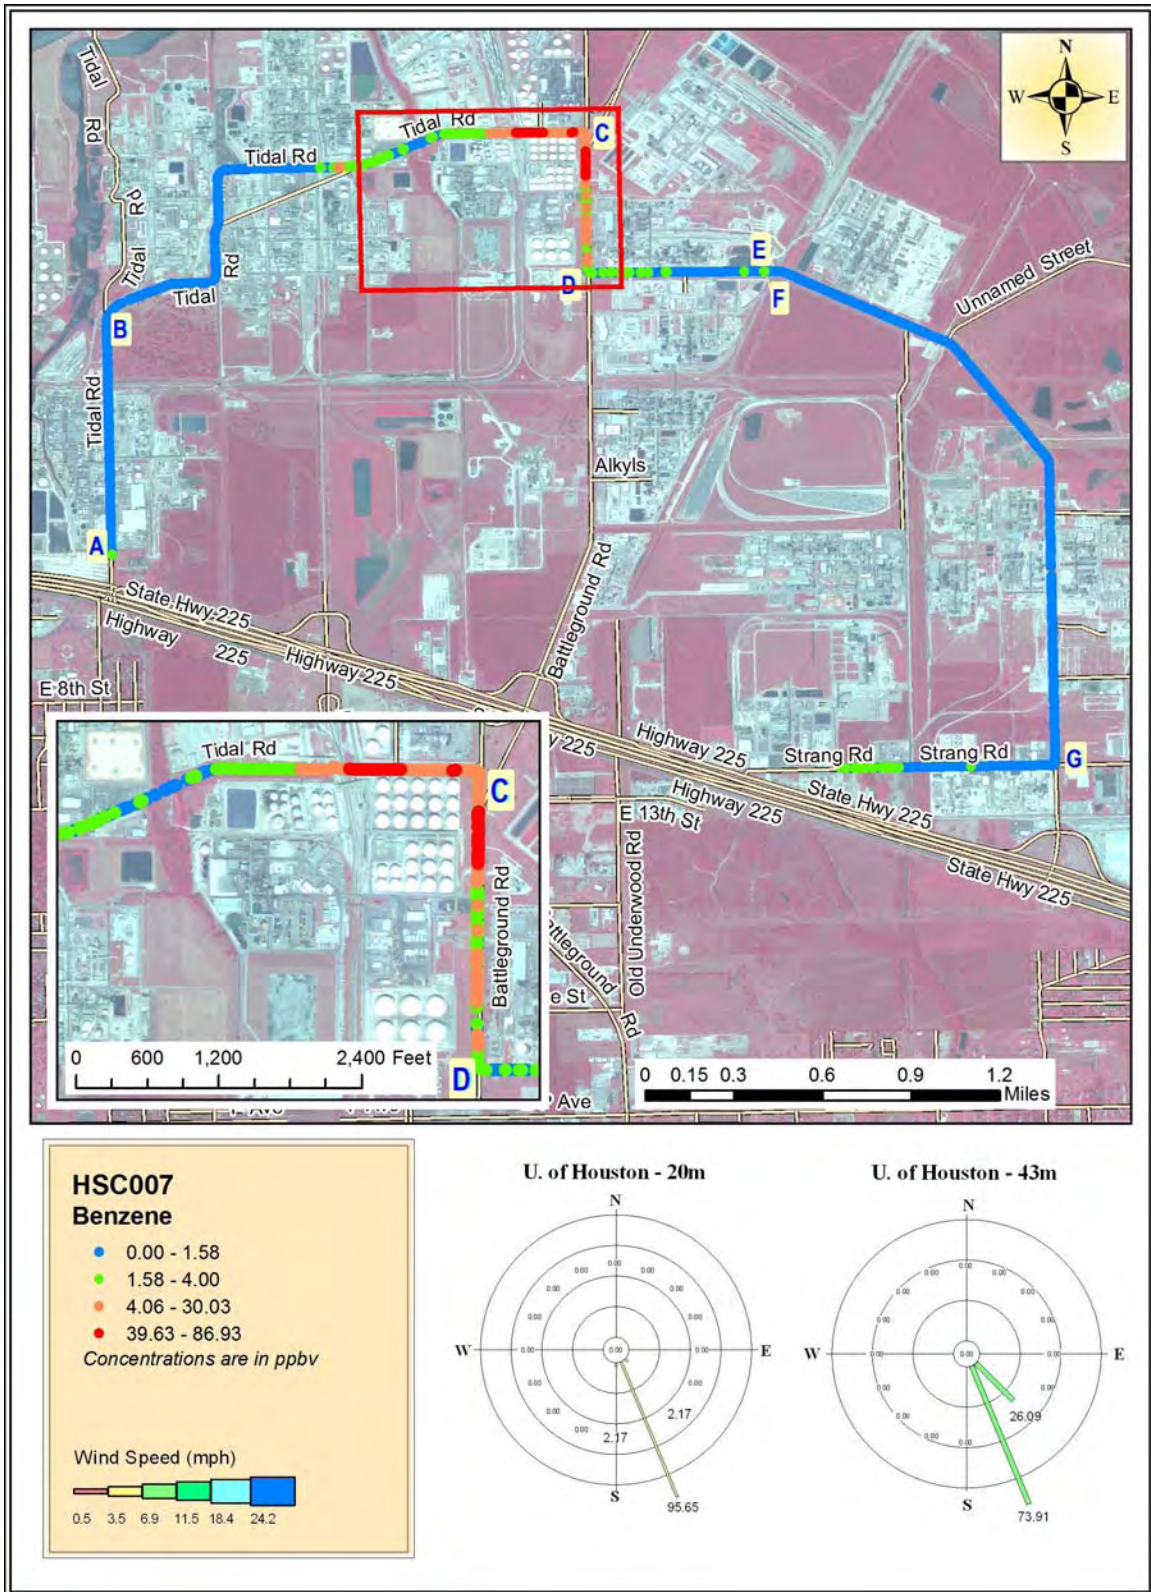 N
W E
S
Tidal
Rd
Tidal Rd
C
Tidal Rd
Rd
Tidal
Rd
Tidal
E
D
F
Unnamed Street
B
Tidal Rd
Alkyls
A
Battleground Rd
State Hwy 225
Highway
225
Highway 225
E 8th St
Highway 225
Strang Rd
Strang Rd
G
State Hwy 225
Highway 225
E 13th St
State Hwy 225
Old Underwood Rd
Rd
Tidal Rd
C
Battleground Rd
D
0 600 1,200 2,400 Feet
e St
Ave
0 0.15 0.3 0.6 0.9 1.2
Miles
HSC007
Benzene
0.00 - 1.58
1.58 - 4.00
4.06 - 30.03
39.63 - 86.93
Concentrations are in ppbv
Wind Speed (mph)
0.5 3.5 6.9 11.5 18.4 24.2
U. of Houston - 20m
N
W E
S
0.00
2.17
2.17
95.65
U. of Houston - 43m
N
W E
S
0.00
26.09
73.91